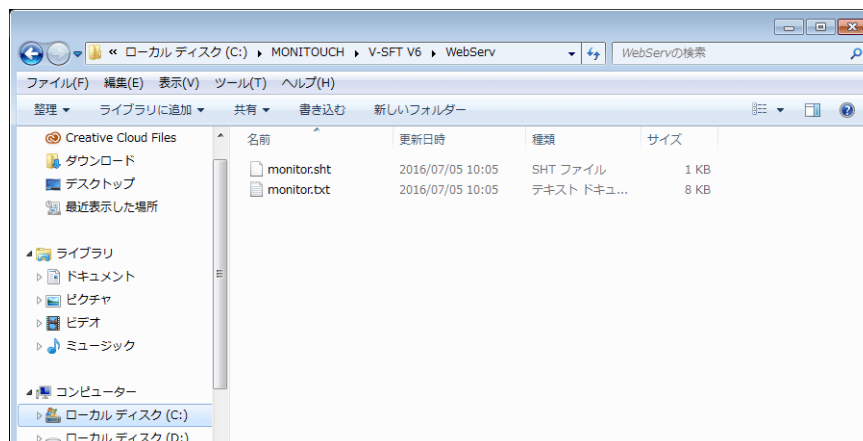 « ローカル ディスク (C:) ▸ MONITOUCH ▸ V-SFT V6 ▸ WebServ
WebServの検索
ファイル(F) 編集(E) 表示(V) ツール(T) ヘルプ(H)
整理 ライブラリに追加 共有 書き込む 新しいフォルダー
名前 更新日時 種類 サイズ
Creative Cloud Files
ダウンロード
デスクトップ
最近表示した場所
ライブラリ
ドキュメント
ピクチャ
ビデオ
ミュージック
コンピューター
ローカル ディスク (C:)
ローカル ディスク (D:)
monitor.sht 2016/07/05 10:05 SHT ファイル 1 KB
monitor.txt 2016/07/05 10:05 テキスト ドキュ... 8 KB